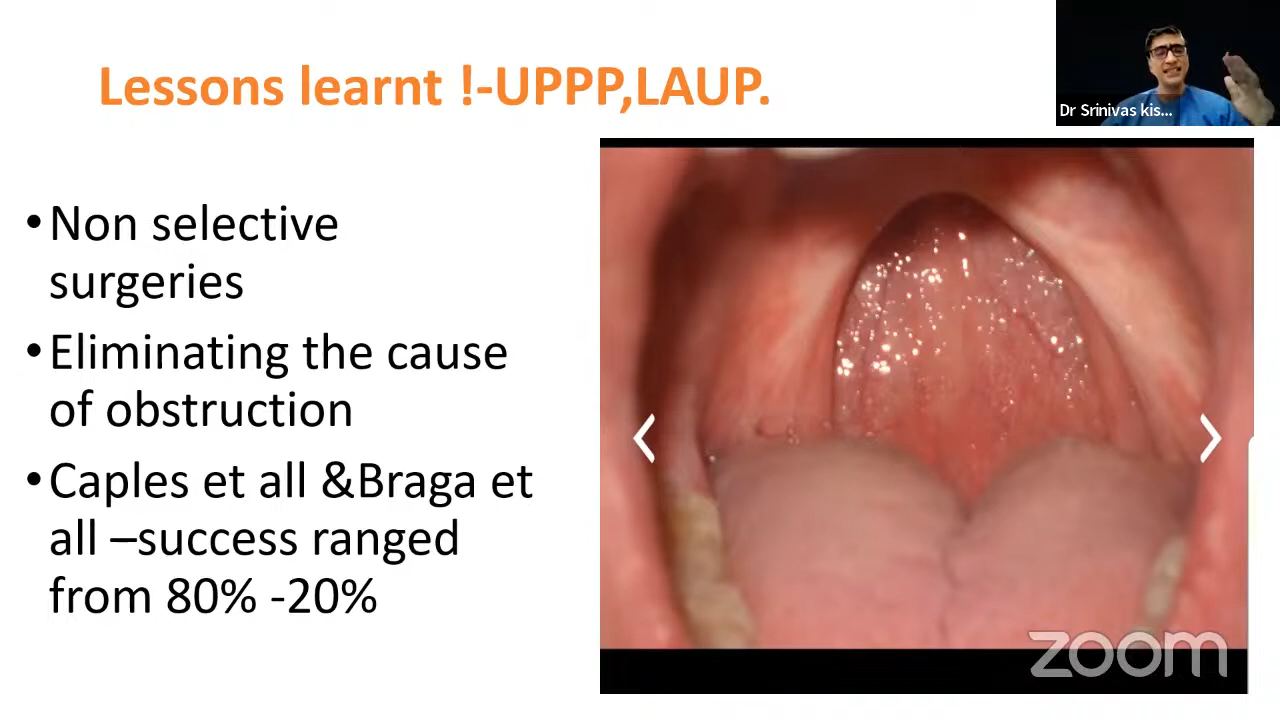 Lessons learnt !-UPPP,LAUP.
Dr Srinivas kis...
•Non selective
surgeries
•Eliminating the cause
of obstruction
•Caples et all &Braga et
all –success ranged
from 80% -20%
zoom